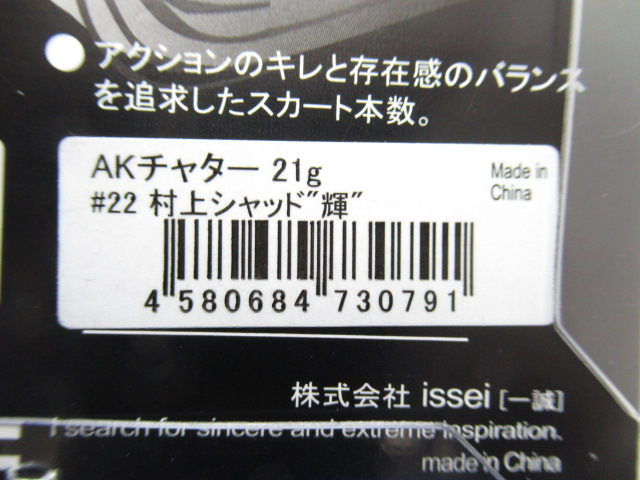 ●アクションのキレと存在感のバランス
を追求したスカート本数。
AKチャター 21g
Made in
China
#22 村上シャッド"輝"
4 580684 730791
株式会社 issei [一誠]
I search for sincere and extreme inspiration.
made in China